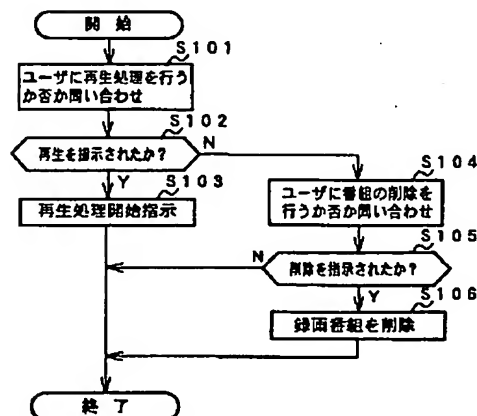 開始
S101
ユーザに再生処理を行う
か否か問い合わせ
S102
再生を指示されたか?
N
Y
S103
再生処理開始指示
S104
ユーザに番組の削除を
行うか否か問い合わせ
S105
削除を指示されたか?
N
Y
S106
録画番組を削除
終了